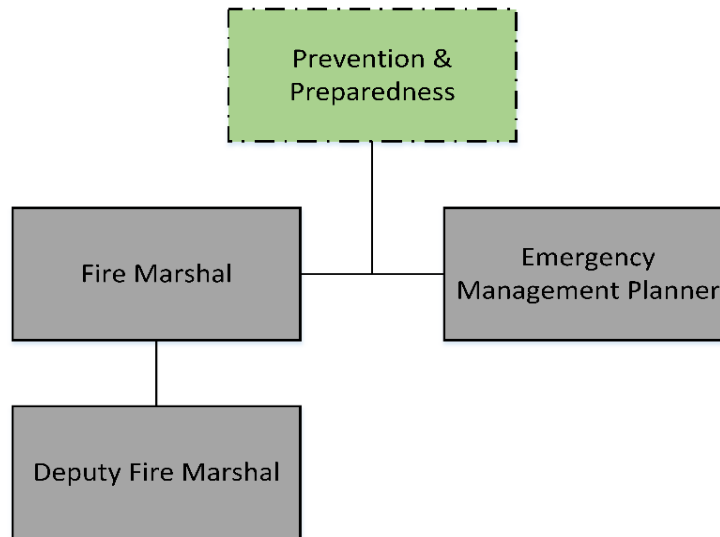 Prevention &
Preparedness
Fire Marshal
Emergency
Management Planner
Deputy Fire Marshal